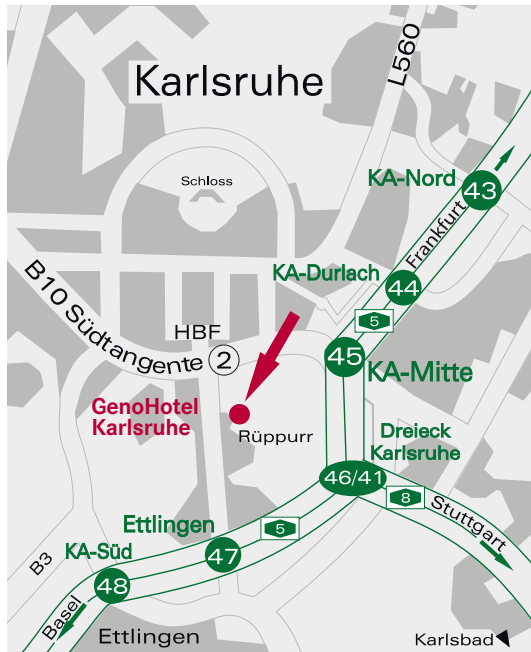 Karlsruhe
L560
Schloss
KA-Nord
43
Frankfurt
KA-Durlach
44
5
B10 Südtangente
HBF
2
45
KA-Mitte
GenoHotel
Karlsruhe
Rüppurr
Dreieck
Karlsruhe
46/41
8
Stuttgart
Ettlingen
5
47
KA-Süd
48
B3
Basel
Ettlingen
Karlsbad